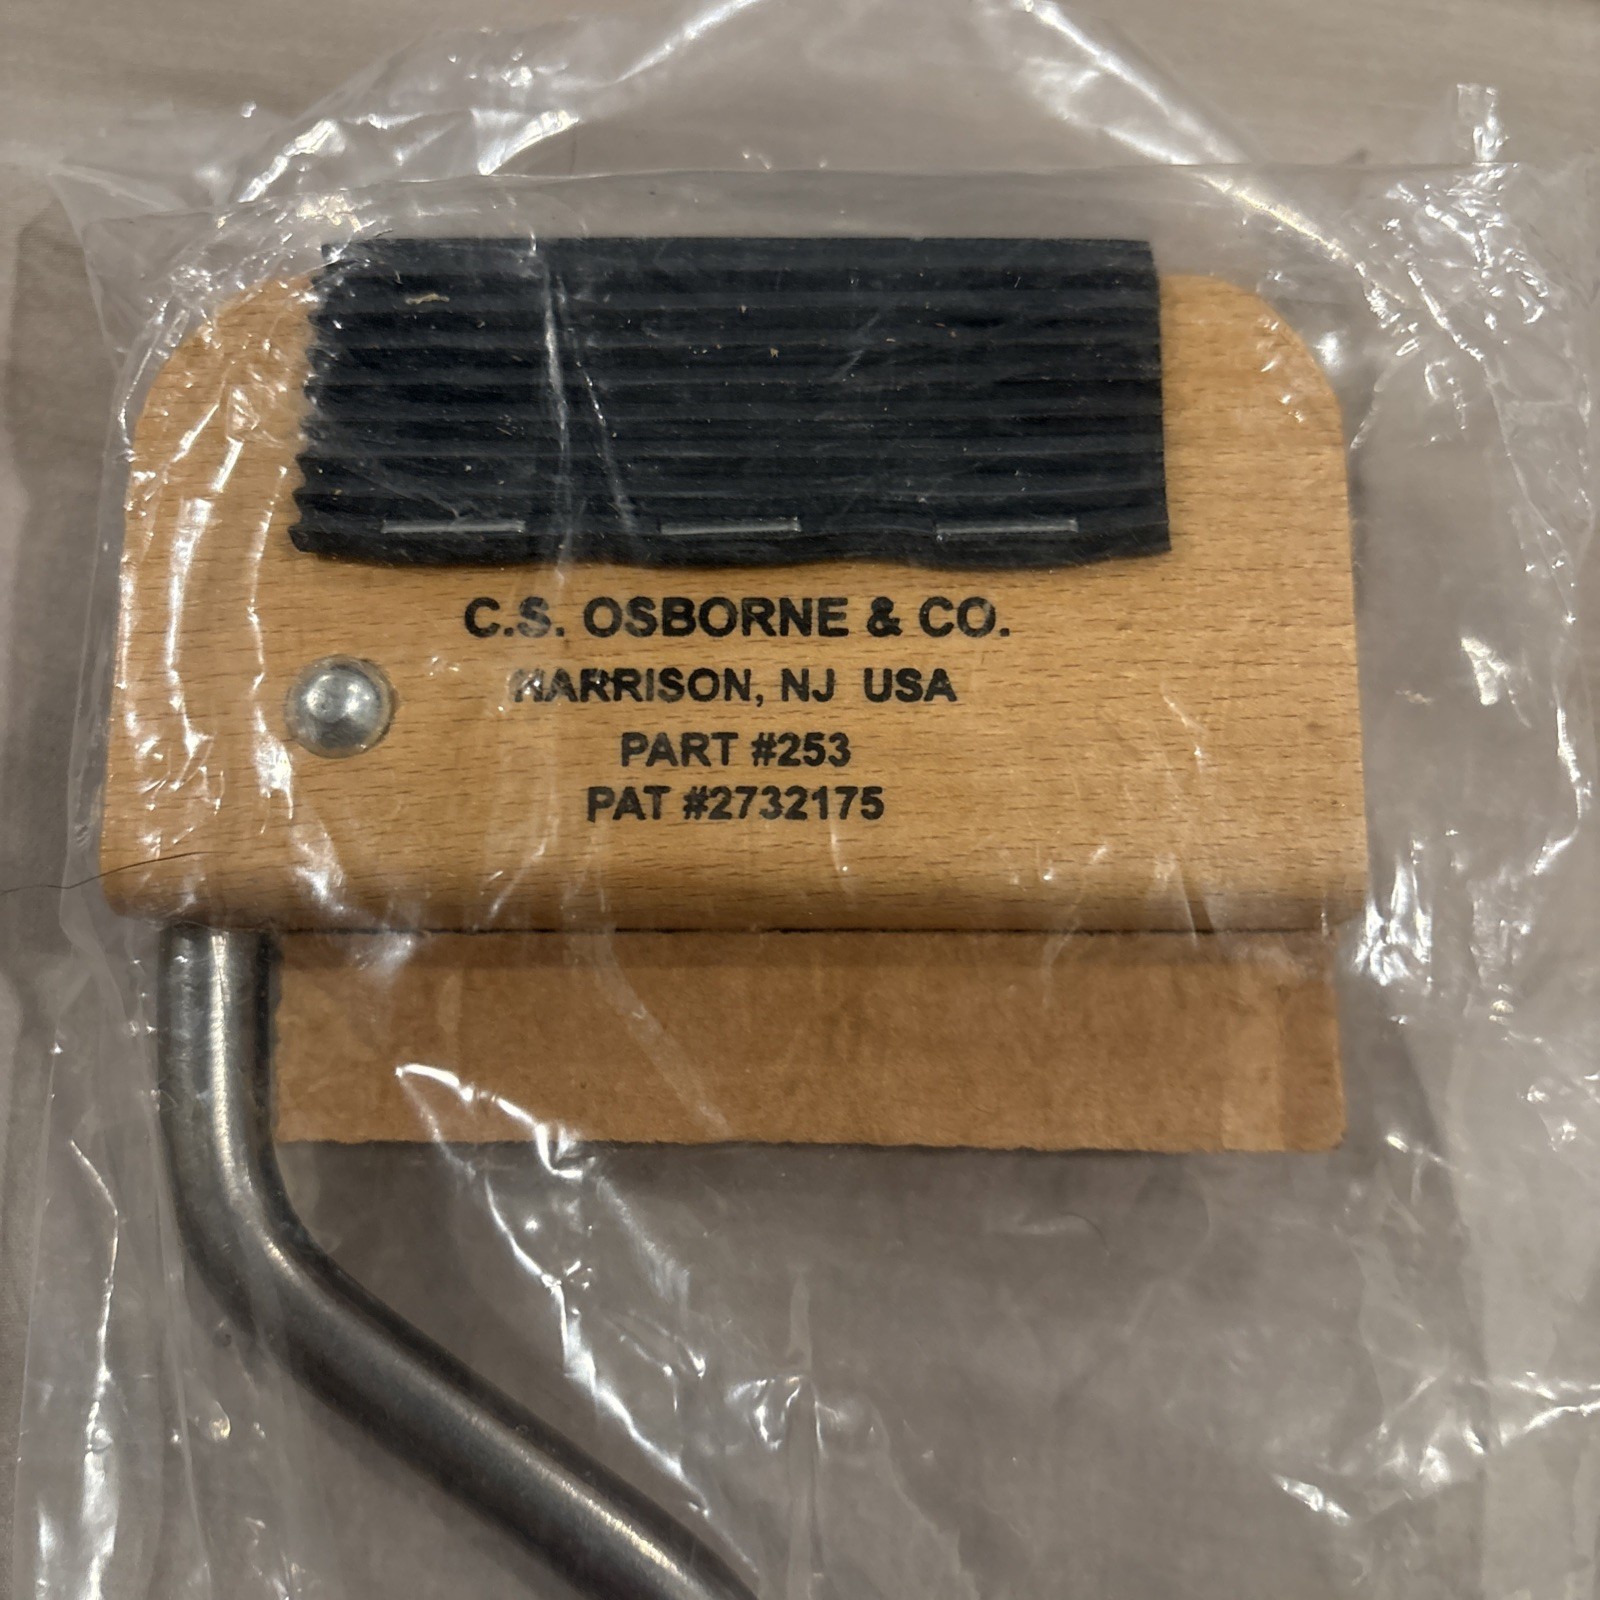 C.S. OSBORNE & CO.
HARRISON, NJ USA
PART #253
PAT #2732175